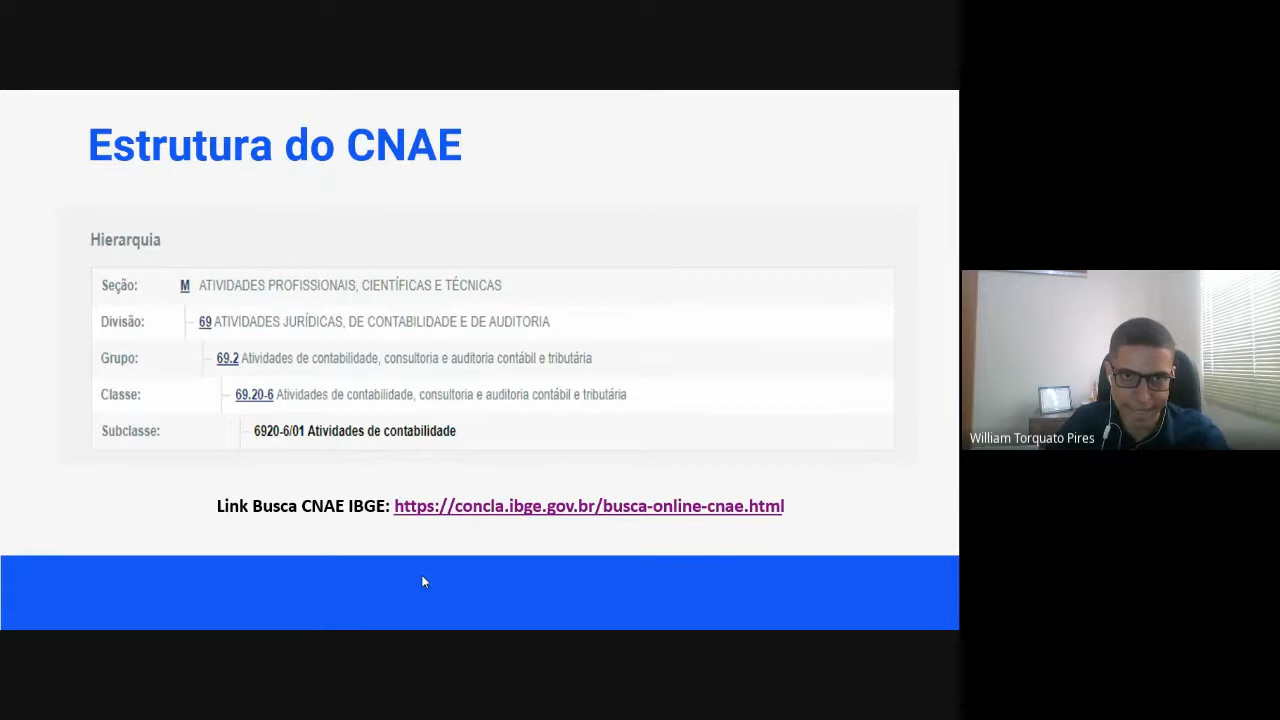 Estrutura do CNAE
Hierarquia
Seção: M ATIVIDADES PROFISSIONAIS, CIENTÍFICAS E TÉCNICAS
Divisão: 69 ATIVIDADES JURÍDICAS, DE CONTABILIDADE E DE AUDITORIA
Grupo: 69.2 Atividades de contabilidade, consultoria e auditoria contábil e tributária
Classe: 69.20-6 Atividades de contabilidade, consultoria e auditoria contábil e tributária
Subclasse: 6920-6/01 Atividades de contabilidade
Link Busca CNAE IBGE: https://concla.ibge.gov.br/busca-online-cnae.html
William Torquato Pires